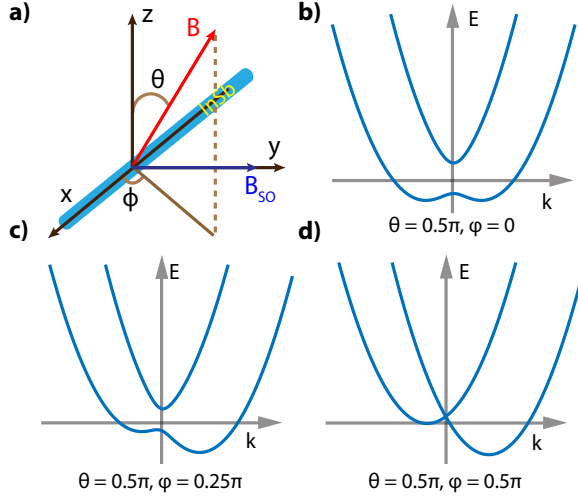 a)
z
B
θ
InSb
y
B_SO
x
ϕ
b)
E
k
θ = 0.5π, φ = 0
c)
E
k
θ = 0.5π, φ = 0.25π
d)
E
k
θ = 0.5π, φ = 0.5π